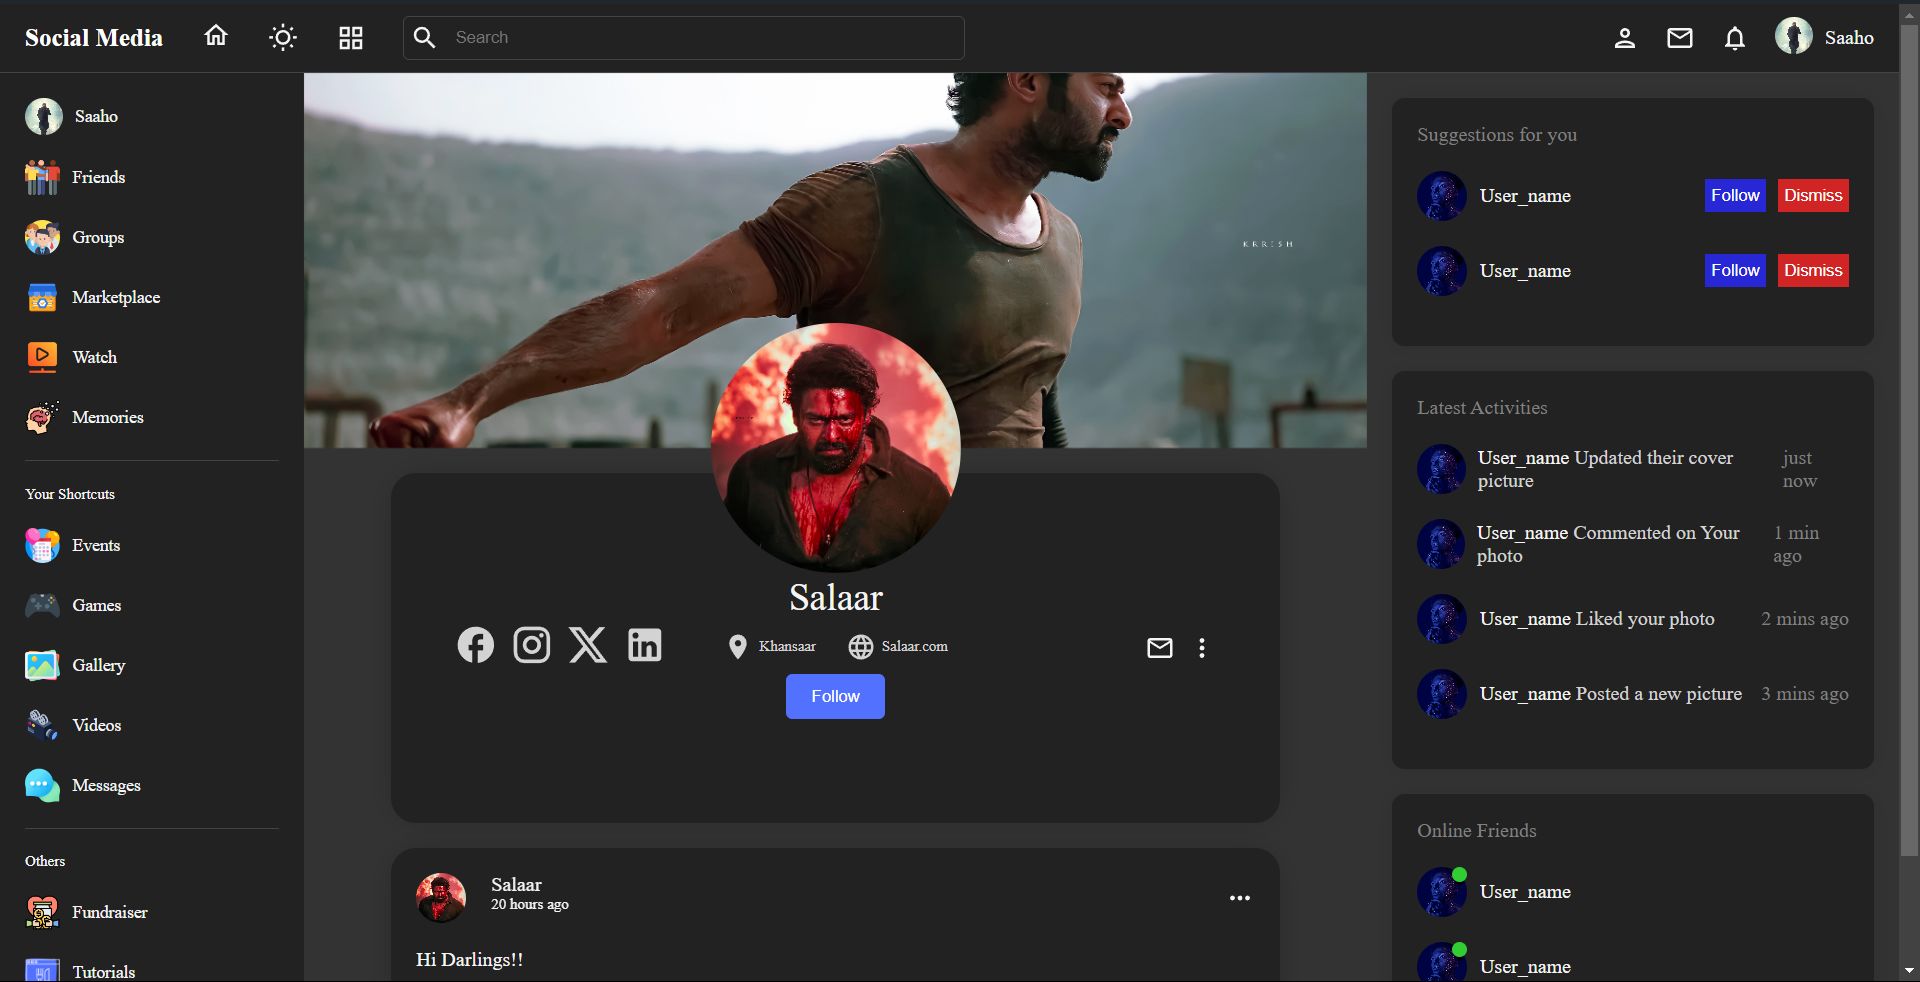 Social Media
Search
Saaho
Saaho
Friends
Groups
Marketplace
Watch
Memories
Your Shortcuts
Events
Games
Gallery
Videos
Messages
Others
Fundraiser
Tutorials
KRRISH
Salaar
Khansaar
Salaar.com
Follow
Salaar
20 hours ago
Hi Darlings!!
Suggestions for you
User_name Follow Dismiss
User_name Follow Dismiss
Latest Activities
User_name Updated their cover just
picture now
User_name Commented on Your 1 min
photo ago
User_name Liked your photo 2 mins ago
User_name Posted a new picture 3 mins ago
Online Friends
User_name
User_name